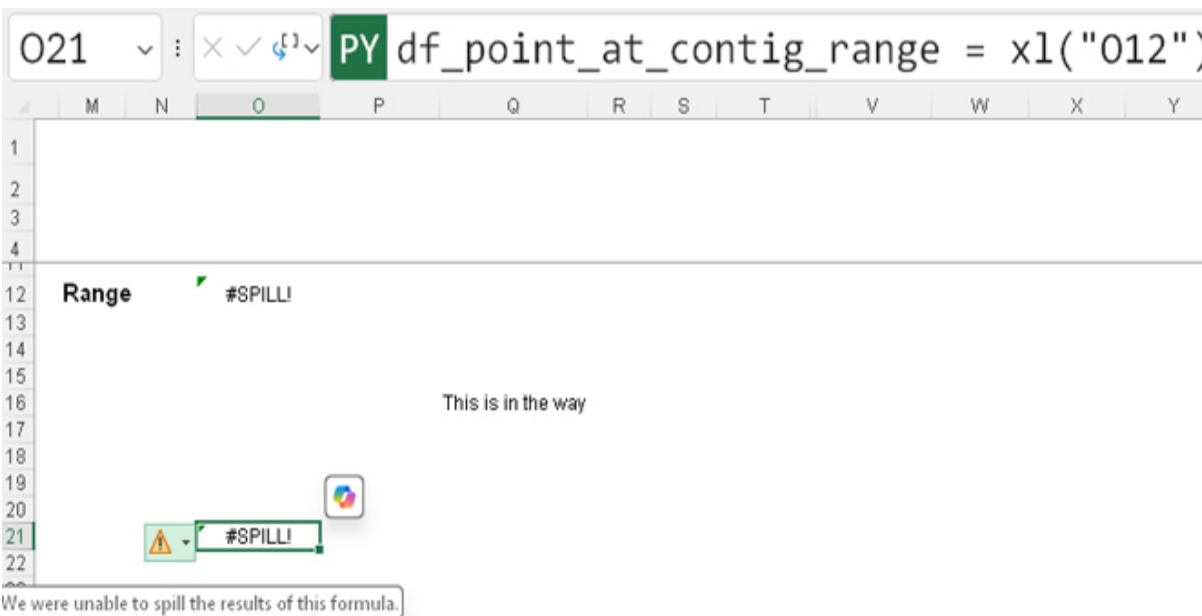 O21 PY df_point_at_contig_range = xl("O12")
M N O P Q R S T V W X Y
1
2
3
4
11
12 Range #SPILL!
13
14
15
16 This is in the way
17
18
19
20
21 #SPILL!
22
We were unable to spill the results of this formula.